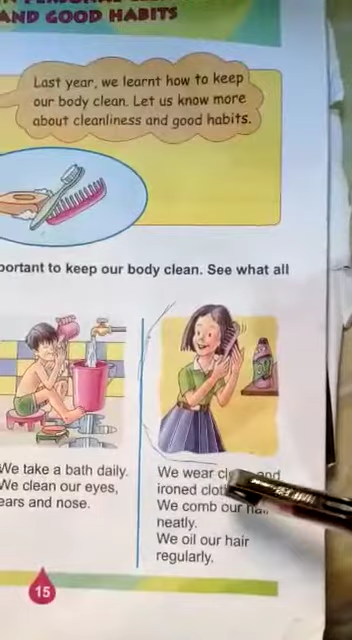 AND GOOD HABITS
Last year, we learnt how to keep
our body clean. Let us know more
about cleanliness and good habits.
portant to keep our body clean. See what all
We take a bath daily.
We clean our eyes,
ears and nose.
We wear and
ironed
We comb our
neatly.
We oil our hair
regularly.
15